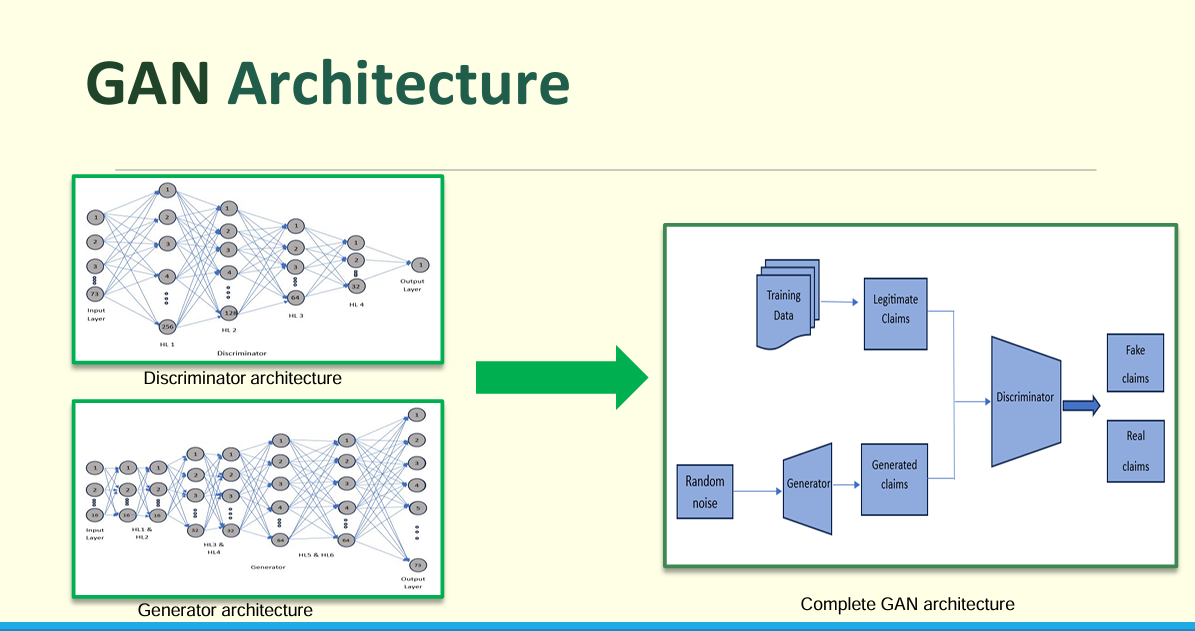 GAN Architecture
1
2
3
73
Input
Layer
1
2
3
4
256
HL 1
1
2
3
4
128
HL 2
1
2
3
64
HL 3
1
2
32
HL 4
1
Output
Layer
Discriminator
Discriminator architecture
1
2
16
Input
Layer
1
2
16
1
2
16
HL1 &
HL2
1
2
3
32
1
2
3
32
HL3 &
HL4
1
2
3
4
64
1
2
3
4
64
HL5 & HL6
1
2
3
4
5
73
Output
Layer
Generator
Generator architecture
Training
Data
Legitimate
Claims
Random
noise
Generator
Generated
claims
Discriminator
Fake
claims
Real
claims
Complete GAN architecture